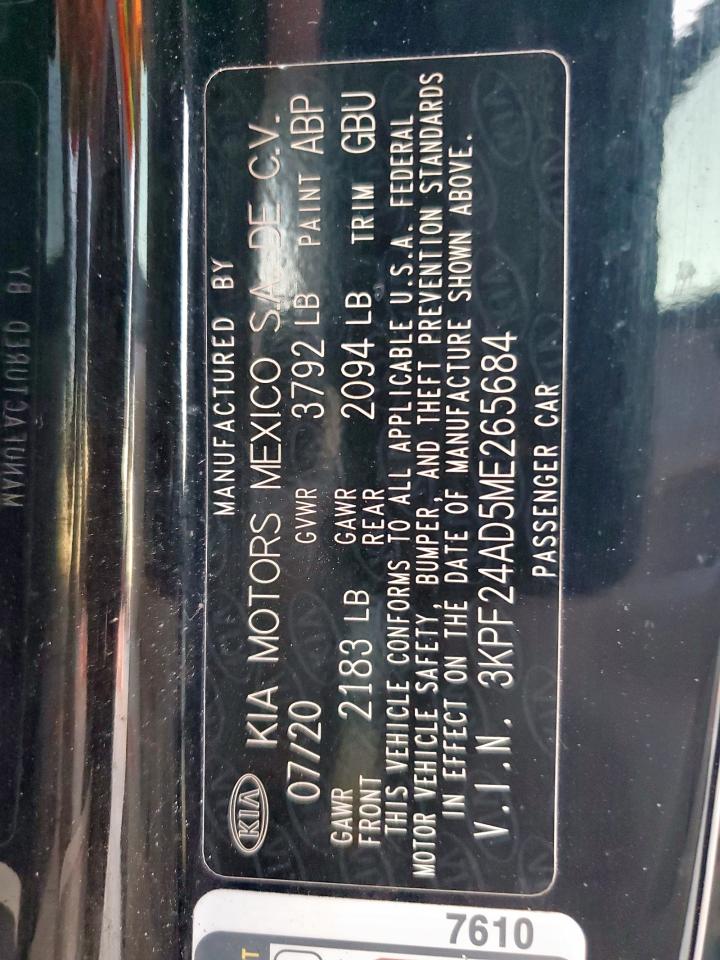 MANUFACTURED BY
KIA KIA MOTORS MEXICO S.A. DE C.V.
07/20 GVWR 3792 LB PAINT ABP
GAWR FRONT 2183 LB GAWR REAR 2094 LB TRIM GBU
THIS VEHICLE CONFORMS TO ALL APPLICABLE U.S.A. FEDERAL
MOTOR VEHICLE SAFETY, BUMPER, AND THEFT PREVENTION STANDARDS
IN EFFECT ON THE DATE OF MANUFACTURE SHOWN ABOVE.
V.I.N. 3KPF24AD5ME265684
PASSENGER CAR
7610
MANUFACTURED BY